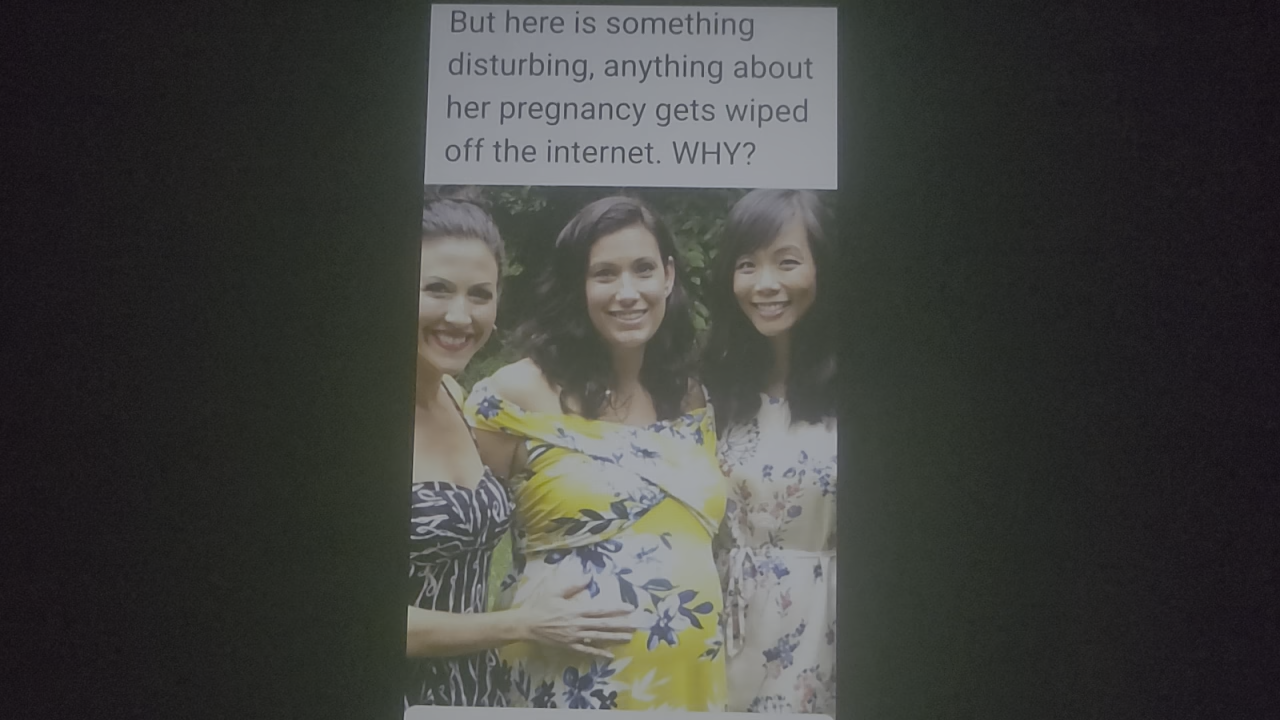 But here is something
disturbing, anything about
her pregnancy gets wiped
off the internet. WHY?